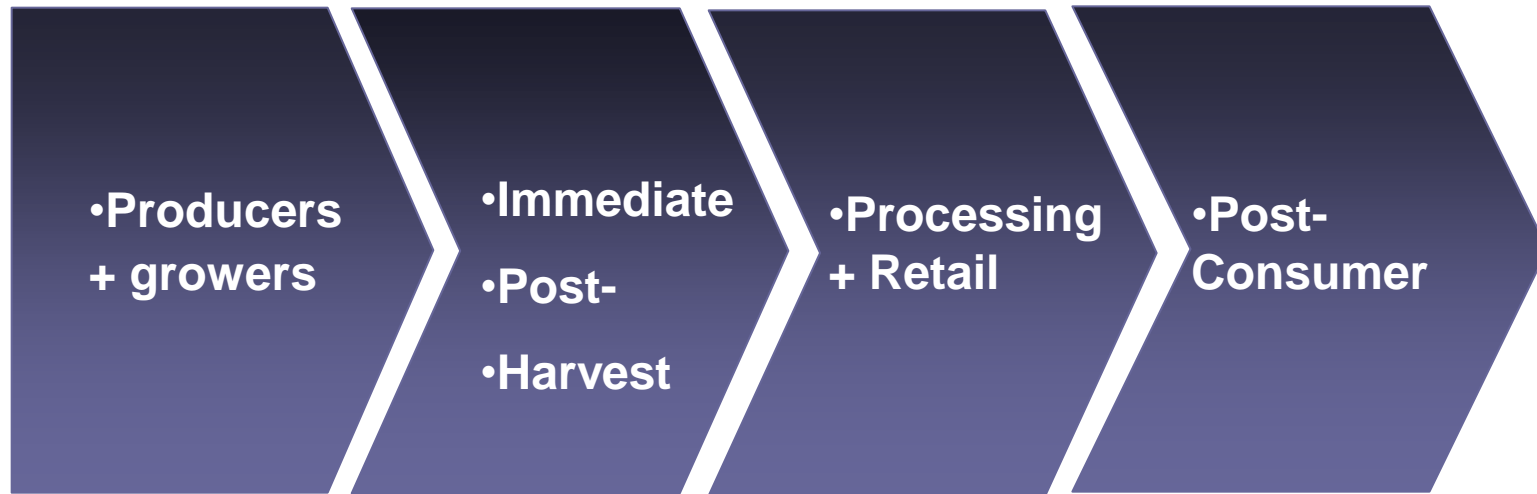 •Producers
+ growers
•Immediate
•Post-
•Harvest
•Processing
+ Retail
•Post-
Consumer